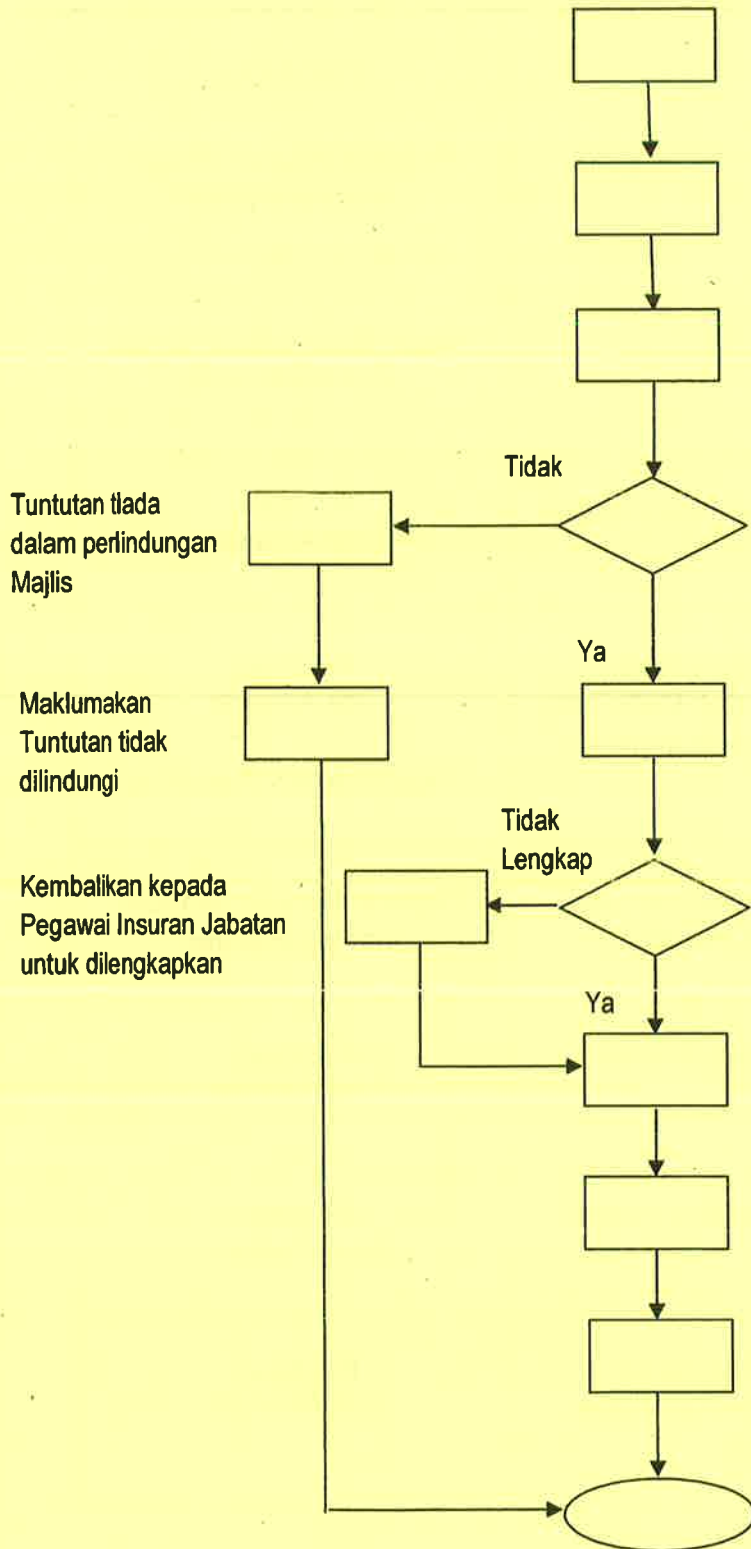 Tidak
Tuntutan tiada
dalam perlindungan
Majlis
Ya
Maklumakan
Tuntutan tidak
dilindungi
Tidak
Lengkap
Kembalikan kepada
Pegawai Insuran Jabatan
untuk dilengkapkan
Ya